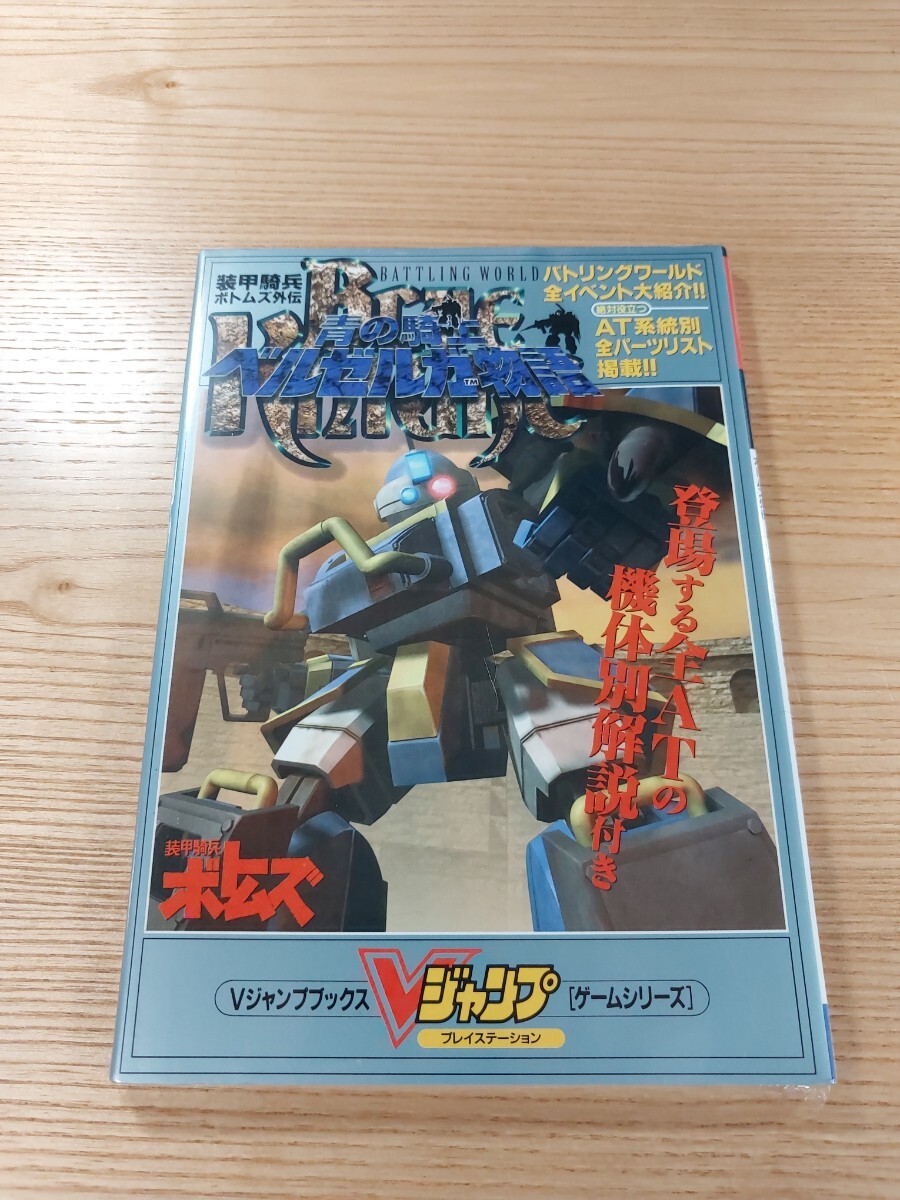 装甲騎兵
ボトムズ外伝
BATTLING WORLD
青の騎士
ベルゼルガ物語
TM
バトリングワールド
全イベント大紹介!!
絶対役立つ
AT系統別
全パーツリスト
掲載!!
登場する全ATの
機体別解説付き
装甲騎兵
ボトムズ
Vジャンプブックス
Vジャンプ
[ゲームシリーズ]
プレイステーション